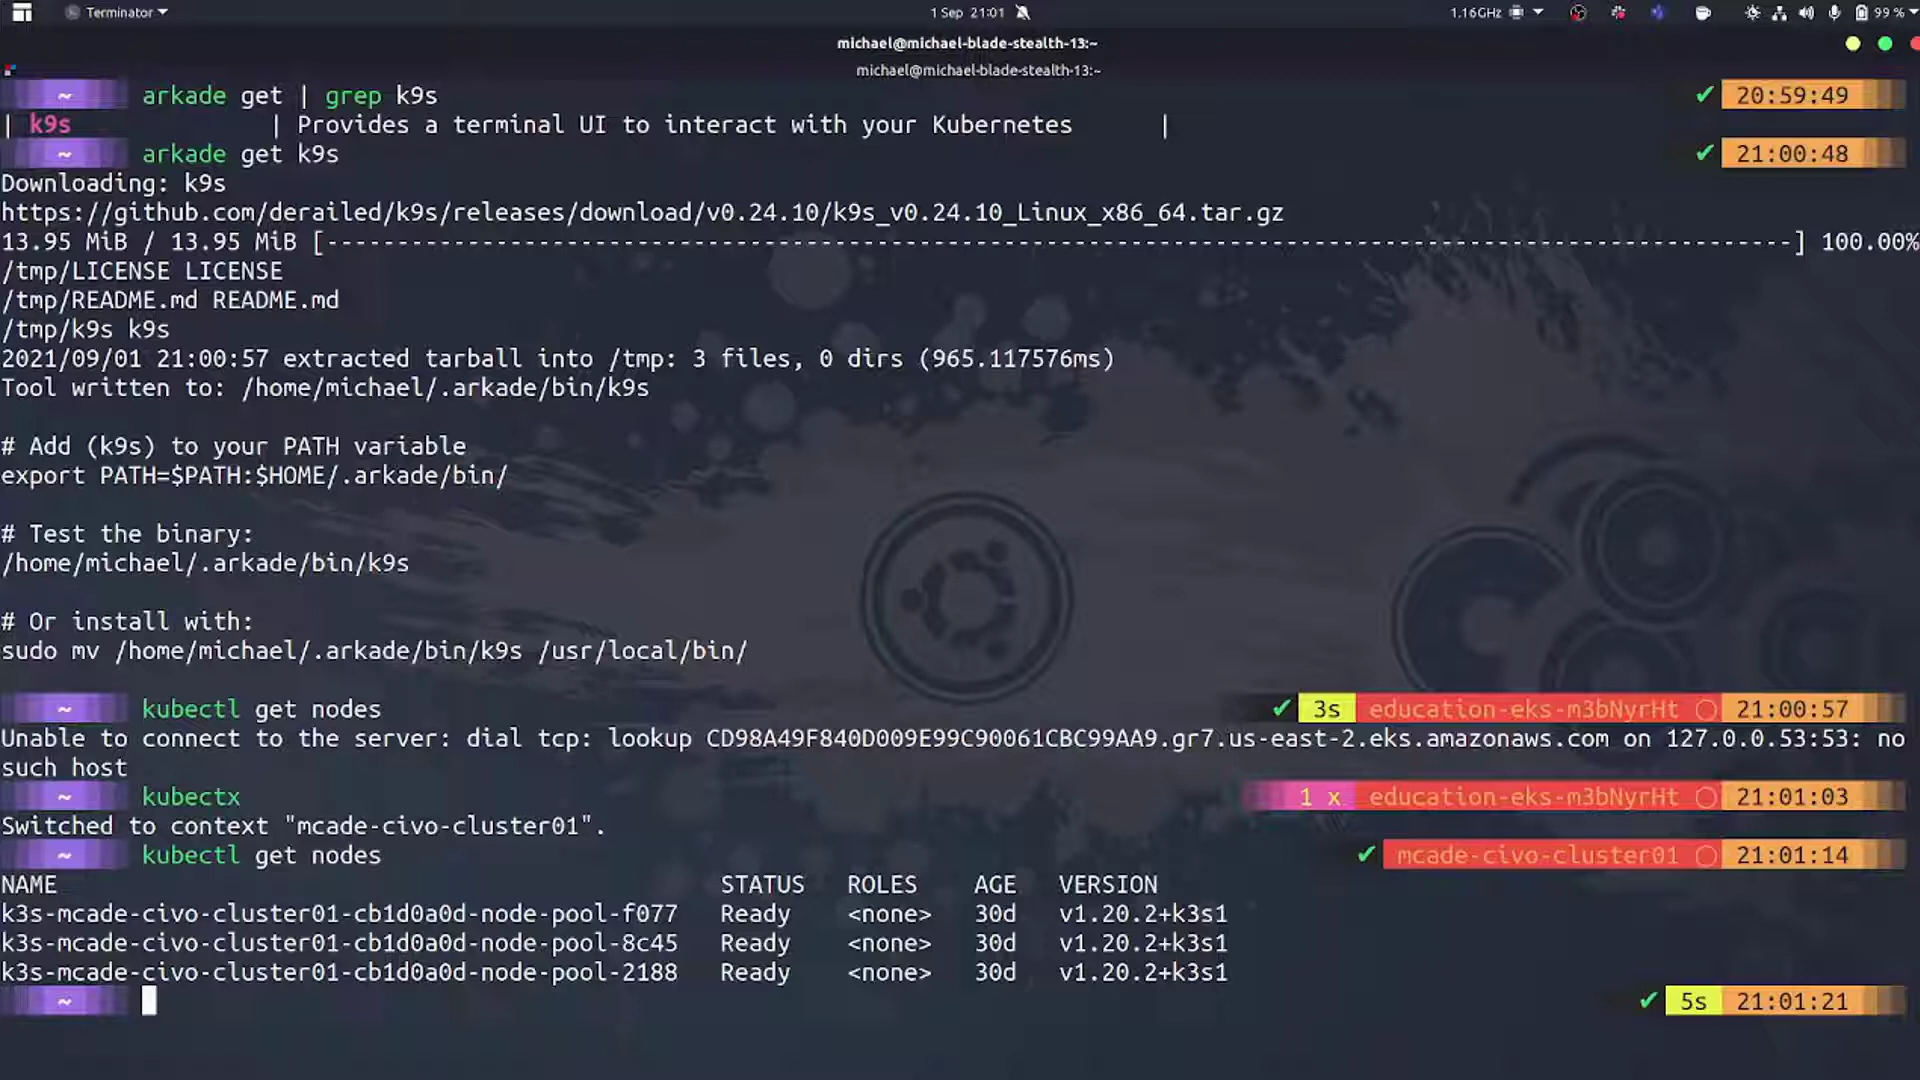 Terminator
1 Sep 21:01
1.16GHz
99 %
michael@michael-blade-stealth-13:~
michael@michael-blade-stealth-13:~
~ arkade get | grep k9s ✔ 20:59:49
| k9s | Provides a terminal UI to interact with your Kubernetes |
~ arkade get k9s ✔ 21:00:48
Downloading: k9s
https://github.com/derailed/k9s/releases/download/v0.24.10/k9s_v0.24.10_Linux_x86_64.tar.gz
13.95 MiB / 13.95 MiB [--------------------------------------------------------------------------------------------------------] 100.00%
/tmp/LICENSE LICENSE
/tmp/README.md README.md
/tmp/k9s k9s
2021/09/01 21:00:57 extracted tarball into /tmp: 3 files, 0 dirs (965.117576ms)
Tool written to: /home/michael/.arkade/bin/k9s
# Add (k9s) to your PATH variable
export PATH=$PATH:$HOME/.arkade/bin/
# Test the binary:
/home/michael/.arkade/bin/k9s
# Or install with:
sudo mv /home/michael/.arkade/bin/k9s /usr/local/bin/
~ kubectl get nodes ✔ 3s education-eks-m3bNyrHt 21:00:57
Unable to connect to the server: dial tcp: lookup CD98A49F840D009E99C90061CBC99AA9.gr7.us-east-2.eks.amazonaws.com on 127.0.0.53:53: no
such host
~ kubectx 1 x education-eks-m3bNyrHt 21:01:03
Switched to context "mcade-civo-cluster01".
~ kubectl get nodes ✔ mcade-civo-cluster01 21:01:14
NAME STATUS ROLES AGE VERSION
k3s-mcade-civo-cluster01-cb1d0a0d-node-pool-f077 Ready <none> 30d v1.20.2+k3s1
k3s-mcade-civo-cluster01-cb1d0a0d-node-pool-8c45 Ready <none> 30d v1.20.2+k3s1
k3s-mcade-civo-cluster01-cb1d0a0d-node-pool-2188 Ready <none> 30d v1.20.2+k3s1
~ ✔ 5s 21:01:21